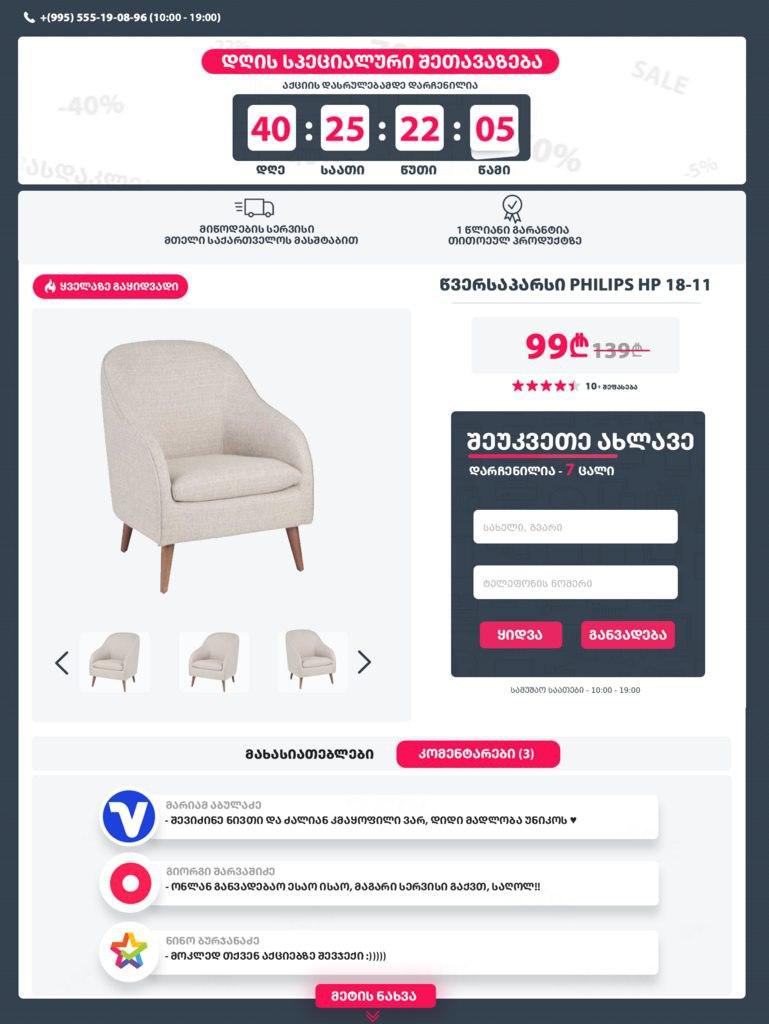 +(995) 555-19-08-96 (10:00 - 19:00)
დღის სპეციალური შეთავაზება
აქციის დასრულებამდე დარჩენილია
40 : 25 : 22 : 05
დღე საათი წუთი წამი
-40%
SALE
-5%
მიწოდების სერვისი
მთელი საქართველოს მასშტაბით
1 წლიანი გარანტია
თითოეულ პროდუქტზე
ყველაზე გაყიდვადი
წვერსაპარსი PHILIPS HP 18-11
99₾ 139₾
10+ შეფასება
შეუკვეთე ახლავე
დარჩენილია - 7 ცალი
სახელი, გვარი
ტელეფონის ნომერი
ყიდვა განვადება
სამუშაო საათები - 10:00 - 19:00
მახასიათებლები კომენტარები (3)
მარიამ აბულაძე
- შევიძინე ნივთი და ძალიან კმაყოფილი ვარ, დიდი მადლობა უნიკოს ♥
გიორგი შარვაშიძე
- ონლან განვადებაო ესაო ისაო, მაგარი სერვისი გაქვთ, საღოლ!!
ნინო ბურჯანაძე
- მოკლედ თქვენ აქციებზე შევჯექი :)))))
მეტის ნახვა